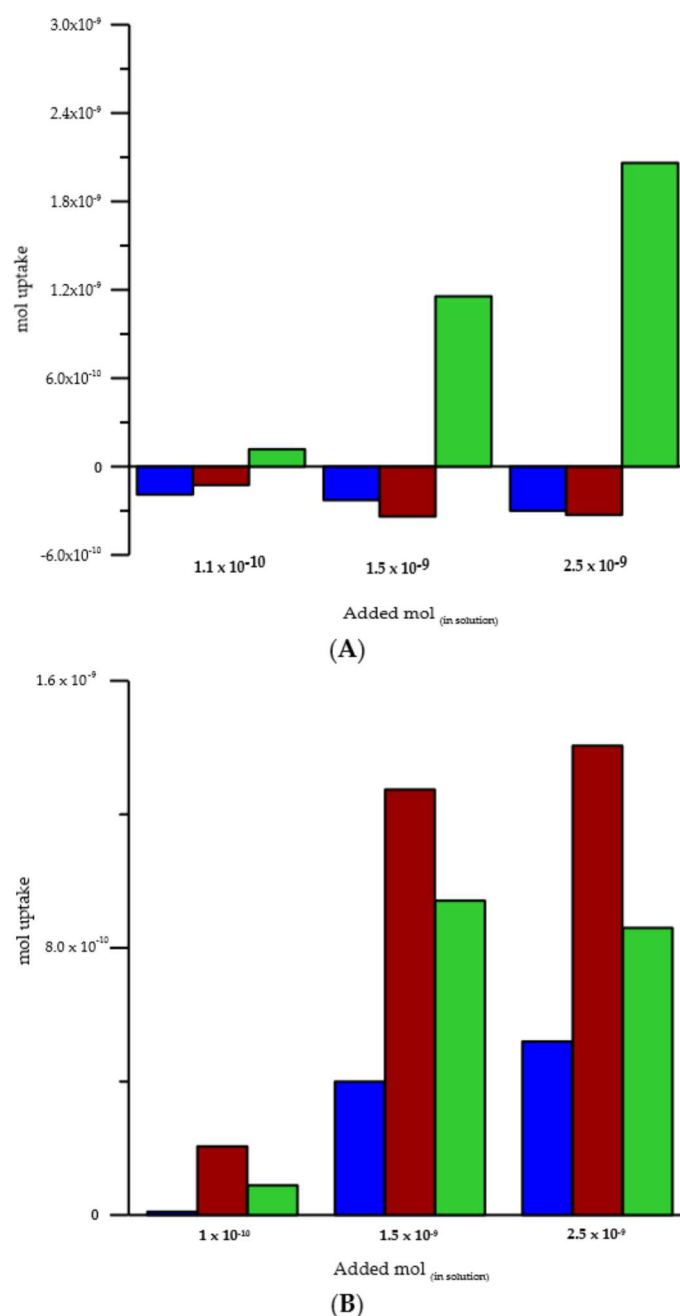 3.0x10⁻⁹
2.4x10⁻⁹
1.8x10⁻⁹
1.2x10⁻⁹
6.0x10⁻¹⁰
0
-6.0x10⁻¹⁰
mol uptake
1.1 x 10⁻¹⁰ 1.5 x 10⁻⁹ 2.5 x 10⁻⁹
Added mol (in solution)
(A)
1.6 x 10⁻⁹
8.0 x 10⁻¹⁰
0
mol uptake
1 x 10⁻¹⁰ 1.5 x 10⁻⁹ 2.5 x 10⁻⁹
Added mol (in solution)
(B)